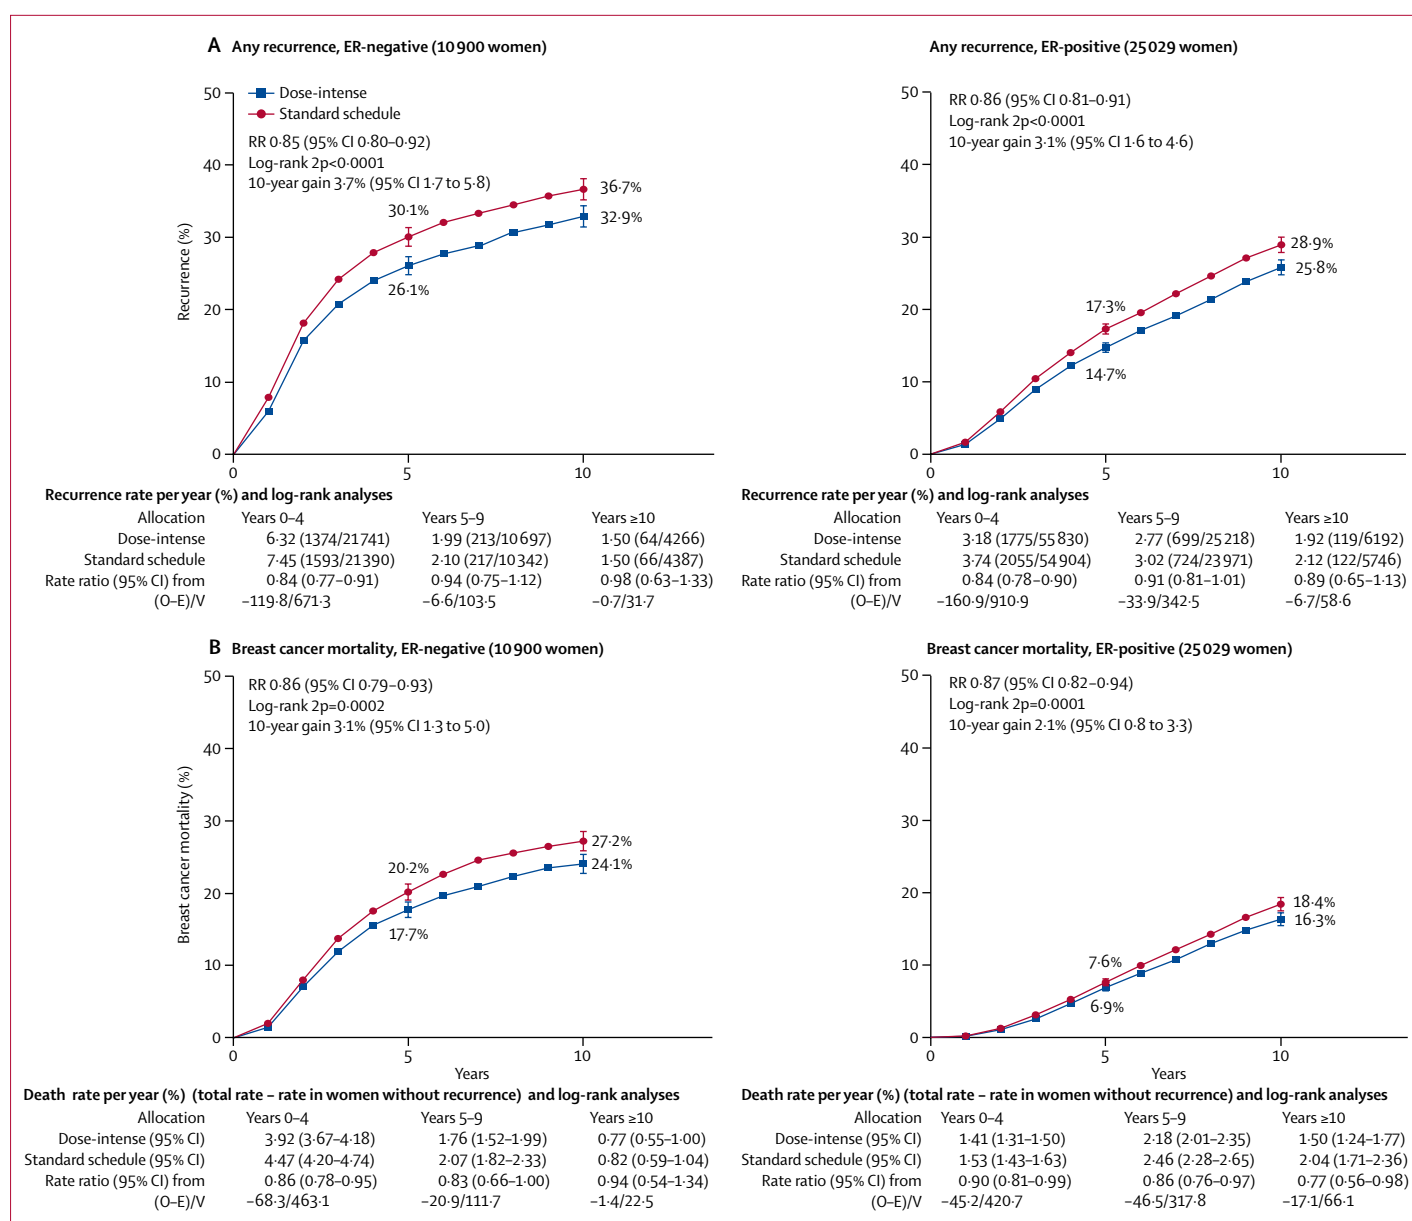 A Any recurrence, ER-negative (10 900 women)
50
40
30
20
10
0
Recurrence (%)
Dose-intense
Standard schedule
RR 0·85 (95% CI 0·80–0·92)
Log-rank 2p<0·0001
10-year gain 3·7% (95% CI 1·7 to 5·8)
30·1%
26·1%
36·7%
32·9%
0 5 10
Recurrence rate per year (%) and log-rank analyses
Allocation Years 0–4 Years 5–9 Years ≥10
Dose-intense 6·32 (1374/21 741) 1·99 (213/10 697) 1·50 (64/4266)
Standard schedule 7·45 (1593/21 390) 2·10 (217/10 342) 1·50 (66/4387)
Rate ratio (95% CI) from 0·84 (0·77–0·91) 0·94 (0·75–1·12) 0·98 (0·63–1·33)
(O–E)/V –119·8/671·3 –6·6/103·5 –0·7/31·7
Any recurrence, ER-positive (25 029 women)
50
40
30
20
10
0
RR 0·86 (95% CI 0·81–0·91)
Log-rank 2p<0·0001
10-year gain 3·1% (95% CI 1·6 to 4·6)
17·3%
14·7%
28·9%
25·8%
0 5 10
Recurrence rate per year (%) and log-rank analyses
Allocation Years 0–4 Years 5–9 Years ≥10
Dose-intense 3·18 (1775/55 830) 2·77 (699/25 218) 1·92 (119/6192)
Standard schedule 3·74 (2055/54 904) 3·02 (724/23 971) 2·12 (122/5746)
Rate ratio (95% CI) from 0·84 (0·78–0·90) 0·91 (0·81–1·01) 0·89 (0·65–1·13)
(O–E)/V –160·9/910·9 –33·9/342·5 –6·7/58·6
B Breast cancer mortality, ER-negative (10 900 women)
50
40
30
20
10
0
Breast cancer mortality (%)
RR 0·86 (95% CI 0·79–0·93)
Log-rank 2p=0·0002
10-year gain 3·1% (95% CI 1·3 to 5·0)
20·2%
17·7%
27·2%
24·1%
0 5 10
Years
Death rate per year (%) (total rate – rate in women without recurrence) and log-rank analyses
Allocation Years 0–4 Years 5–9 Years ≥10
Dose-intense (95% CI) 3·92 (3·67–4·18) 1·76 (1·52–1·99) 0·77 (0·55–1·00)
Standard schedule (95% CI) 4·47 (4·20–4·74) 2·07 (1·82–2·33) 0·82 (0·59–1·04)
Rate ratio (95% CI) from 0·86 (0·78–0·95) 0·83 (0·66–1·00) 0·94 (0·54–1·34)
(O–E)/V –68·3/463·1 –20·9/111·7 –1·4/22·5
Breast cancer mortality, ER-positive (25 029 women)
50
40
30
20
10
0
RR 0·87 (95% CI 0·82–0·94)
Log-rank 2p=0·0001
10-year gain 2·1% (95% CI 0·8 to 3·3)
7·6%
6·9%
18·4%
16·3%
0 5 10
Years
Death rate per year (%) (total rate – rate in women without recurrence) and log-rank analyses
Allocation Years 0–4 Years 5–9 Years ≥10
Dose-intense (95% CI) 1·41 (1·31–1·50) 2·18 (2·01–2·35) 1·50 (1·24–1·77)
Standard schedule (95% CI) 1·53 (1·43–1·63) 2·46 (2·28–2·65) 2·04 (1·71–2·36)
Rate ratio (95% CI) from 0·90 (0·81–0·99) 0·86 (0·76–0·97) 0·77 (0·56–0·98)
(O–E)/V –45·2/420·7 –46·5/317·8 –17·1/66·1